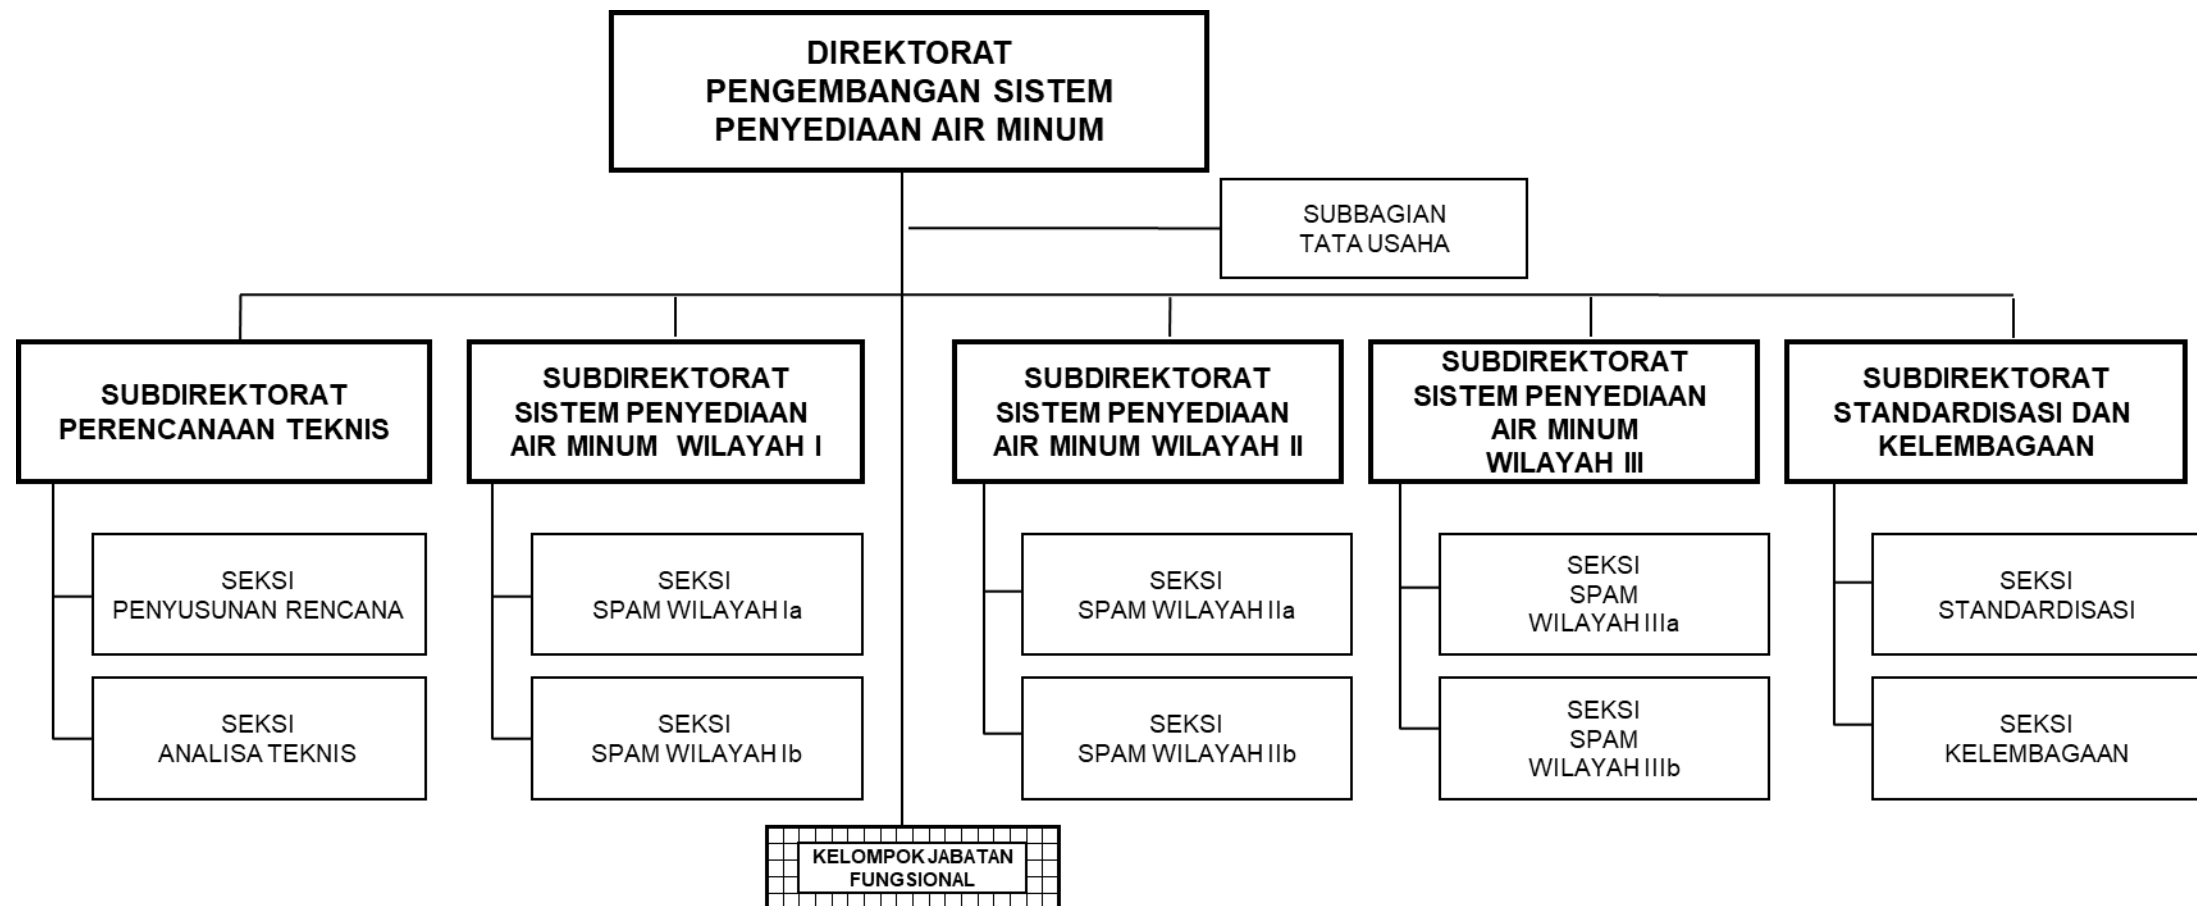 DIREKTORAT
PENGEMBANGAN SISTEM
PENYEDIAAN AIR MINUM
SUBBAGIAN
TATA USAHA
SUBDIREKTORAT
PERENCANAAN TEKNIS
SUBDIREKTORAT
SISTEM PENYEDIAAN
AIR MINUM WILAYAH I
SUBDIREKTORAT
SISTEM PENYEDIAAN
AIR MINUM WILAYAH II
SUBDIREKTORAT
SISTEM PENYEDIAAN
AIR MINUM
WILAYAH III
SUBDIREKTORAT
STANDARDISASI DAN
KELEMBAGAAN
SEKSI
PENYUSUNAN RENCANA
SEKSI
SPAM WILAYAH Ia
SEKSI
SPAM WILAYAH IIa
SEKSI
SPAM
WILAYAH IIIa
SEKSI
STANDARDISASI
SEKSI
ANALISA TEKNIS
SEKSI
SPAM WILAYAH Ib
SEKSI
SPAM WILAYAH IIb
SEKSI
SPAM
WILAYAH IIIb
SEKSI
KELEMBAGAAN
KELOMPOK JABATAN
FUNGSIONAL